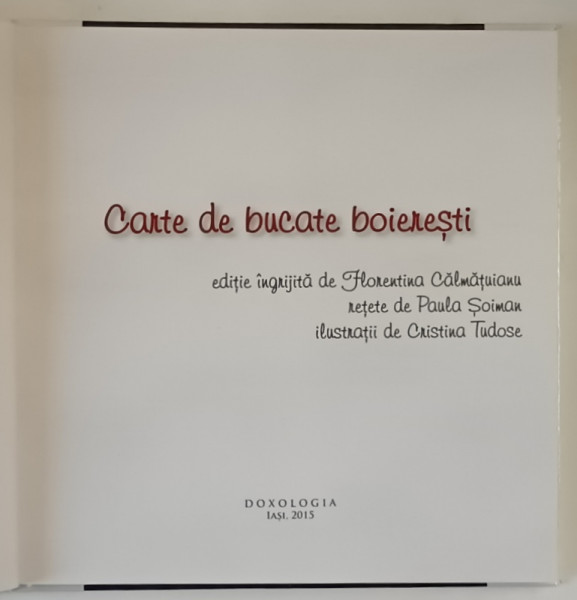 Carte de bucate boierești
ediție îngrijită de Florentina Călmățuianu
rețete de Paula Șoiman
ilustrații de Cristina Tudose
DOXOLOGIA
IAȘI, 2015